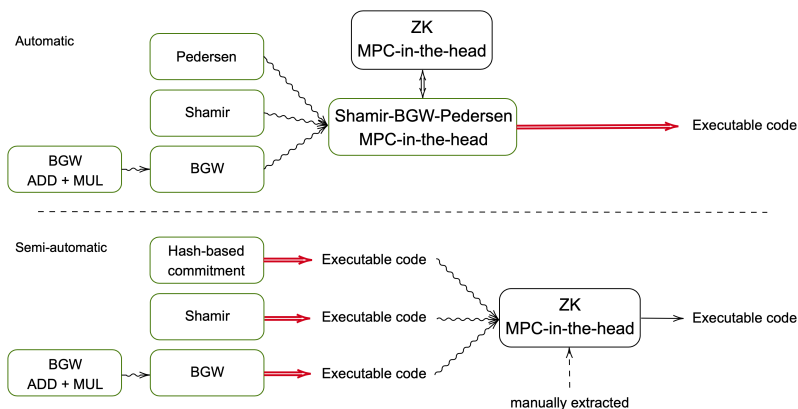 Automatic
ZK
MPC-in-the-head
Pedersen
Shamir
Shamir-BGW-Pedersen
MPC-in-the-head
Executable code
BGW
ADD + MUL
BGW
Semi-automatic
Hash-based
commitment
Executable code
Shamir
Executable code
ZK
MPC-in-the-head
Executable code
BGW
ADD + MUL
BGW
Executable code
manually extracted